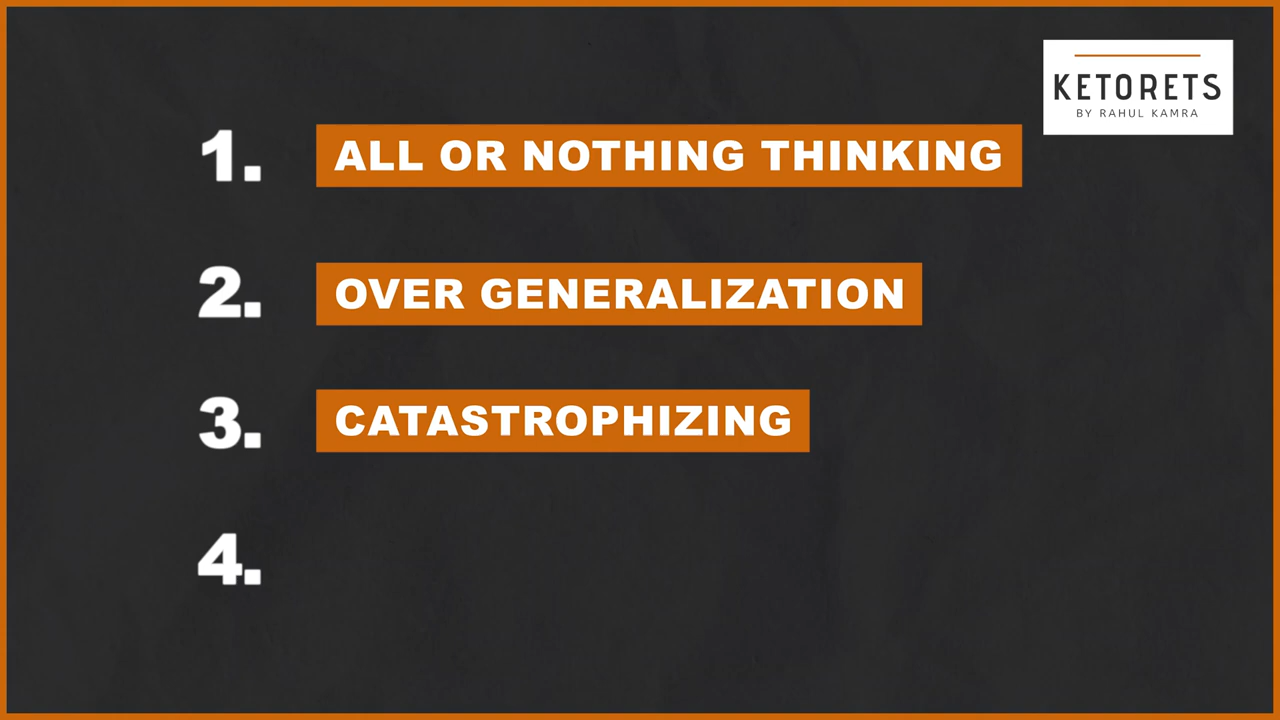 KETORETS
BY RAHUL KAMRA
1. ALL OR NOTHING THINKING
2. OVER GENERALIZATION
3. CATASTROPHIZING
4.